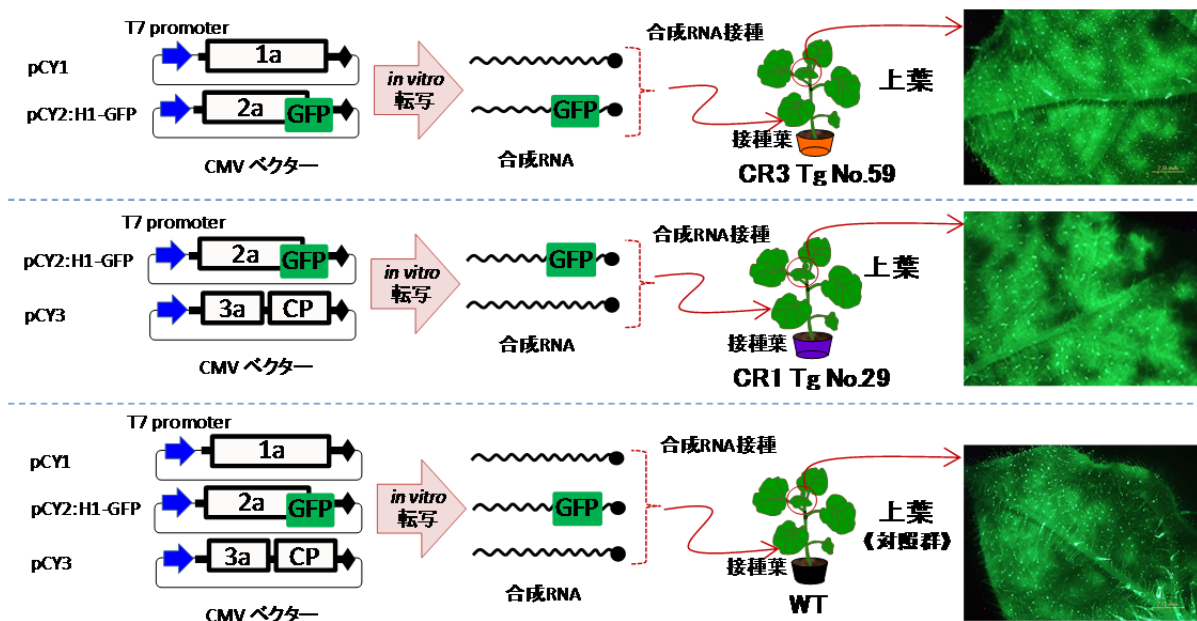 T7 promoter
pCY1
1a
pCY2:H1-GFP
2a
GFP
CMV ベクター
in vitro
転写
GFP
合成RNA
合成RNA接種
接種葉
CR3 Tg No.59
上葉
T7 promoter
pCY2:H1-GFP
2a
GFP
pCY3
3a
CP
CMV ベクター
in vitro
転写
GFP
合成RNA
合成RNA接種
接種葉
CR1 Tg No.29
上葉
T7 promoter
pCY1
1a
pCY2:H1-GFP
2a
GFP
pCY3
3a
CP
CMV ベクター
in vitro
転写
GFP
合成RNA
合成RNA接種
接種葉
WT
上葉
《対照群》